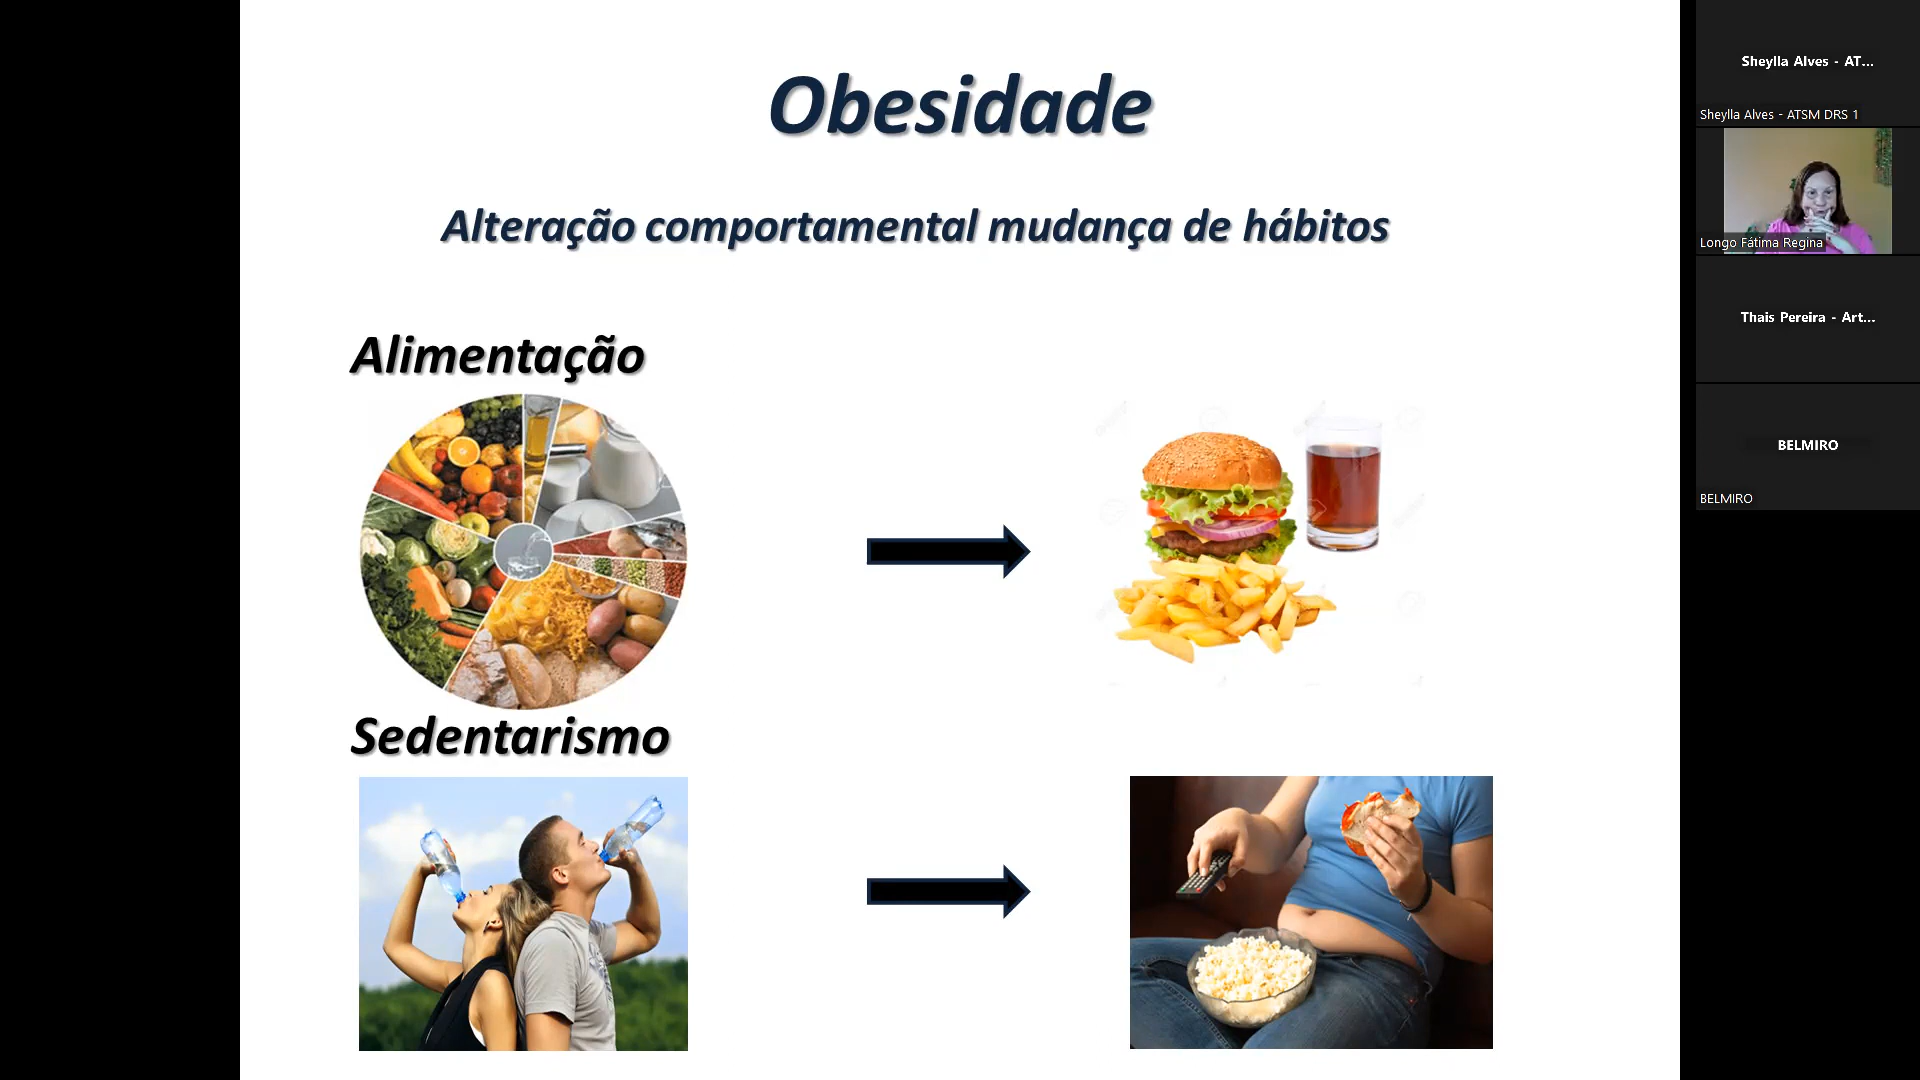 Obesidade
Alteração comportamental mudança de hábitos
Alimentação
Sedentarismo
Sheylla Alves - AT...
Sheylla Alves - ATSM DRS 1
Longo Fátima Regina
Thais Pereira - Art...
BELMIRO
BELMIRO